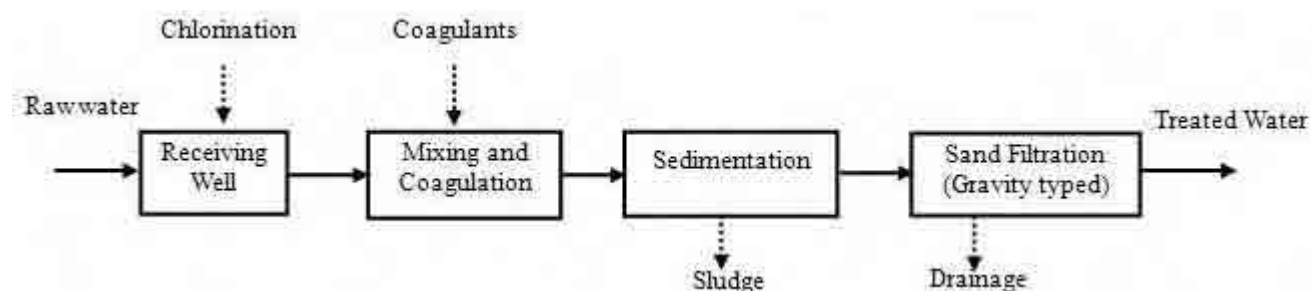 Chlorination
Coagulants
Rawwater
Receiving
Well
Mixing and
Coagulation
Sedimentation
Sand Filtration
(Gravity typed)
Treated Water
Sludge
Drainage